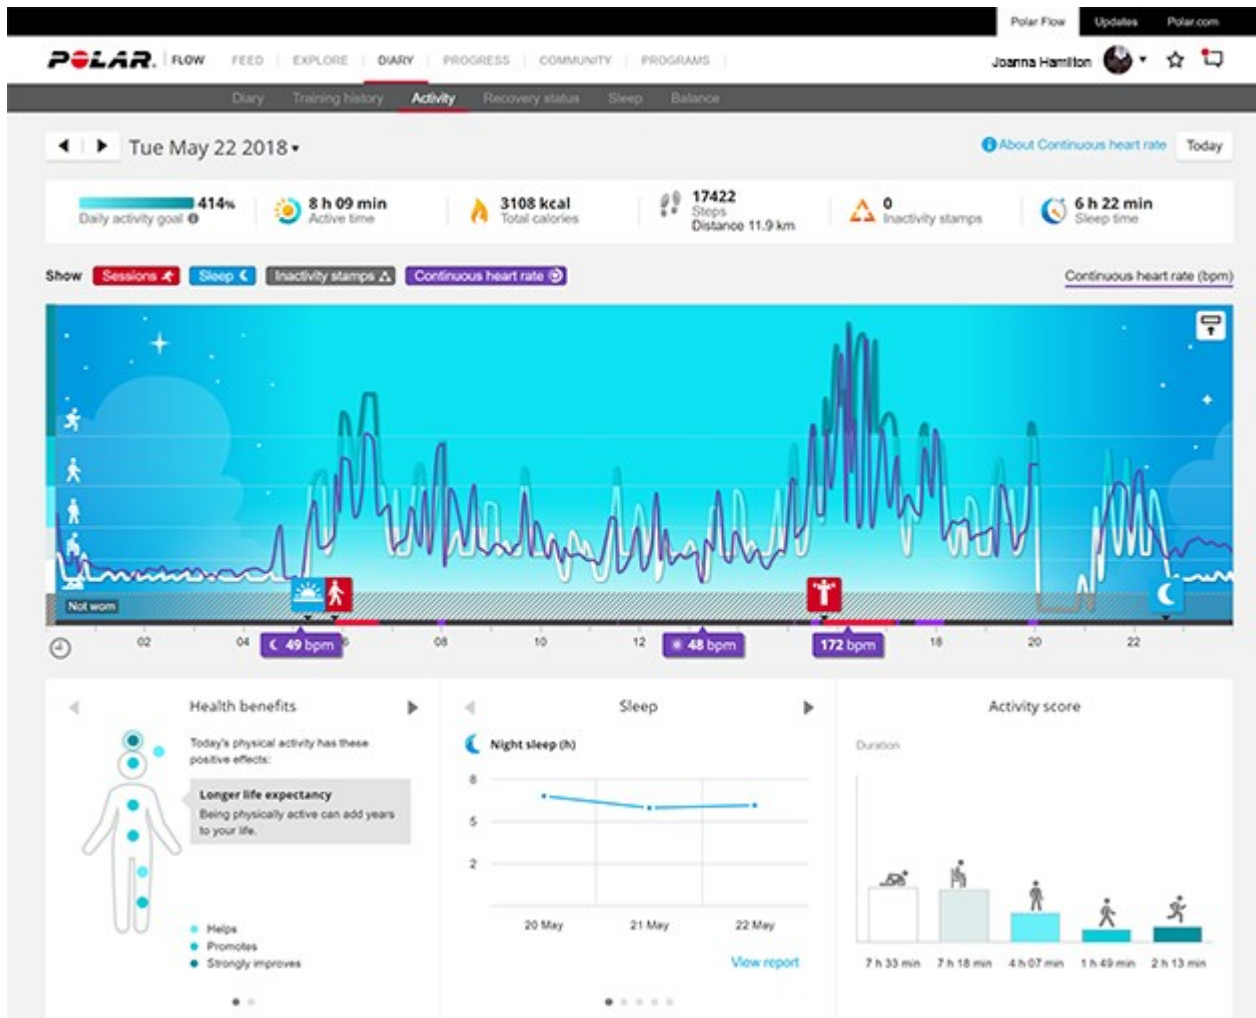 Polar Flow Updates Polar.com
POLAR. FLOW FEED EXPLORE DIARY PROGRESS COMMUNITY PROGRAMS Joanna Hamilton
Diary Training history Activity Recovery status Sleep Balance
Tue May 22 2018 About Continuous heart rate Today
414% 8 h 09 min 3108 kcal 17422 0 6 h 22 min
Daily activity goal Active time Total calories Steps Inactivity stamps Sleep time
Distance 11.9 km
Show Sessions Sleep Inactivity stamps Continuous heart rate Continuous heart rate (bpm)
Not worn
02 04 6 08 10 12 18 20 22
49 bpm 48 bpm 172 bpm
Health benefits
Today's physical activity has these
positive effects:
Longer life expectancy
Being physically active can add years
to your life.
Helps
Promotes
Strongly improves
Sleep
Night sleep (h)
8
5
2
20 May 21 May 22 May
View report
Activity score
Duration
7 h 33 min 7 h 18 min 4 h 07 min 1 h 49 min 2 h 13 min